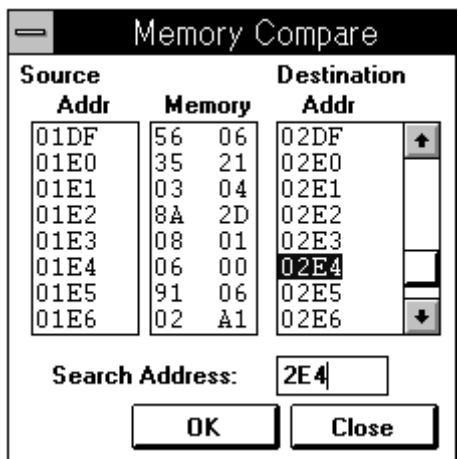 Memory Compare
Source Destination
Addr Memory Addr
01DF 56 06 02DF
01E0 35 21 02E0
01E1 03 04 02E1
01E2 8A 2D 02E2
01E3 08 01 02E3
01E4 06 00 02E4
01E5 91 06 02E5
01E6 02 A1 02E6
Search Address: 2E4
OK Close